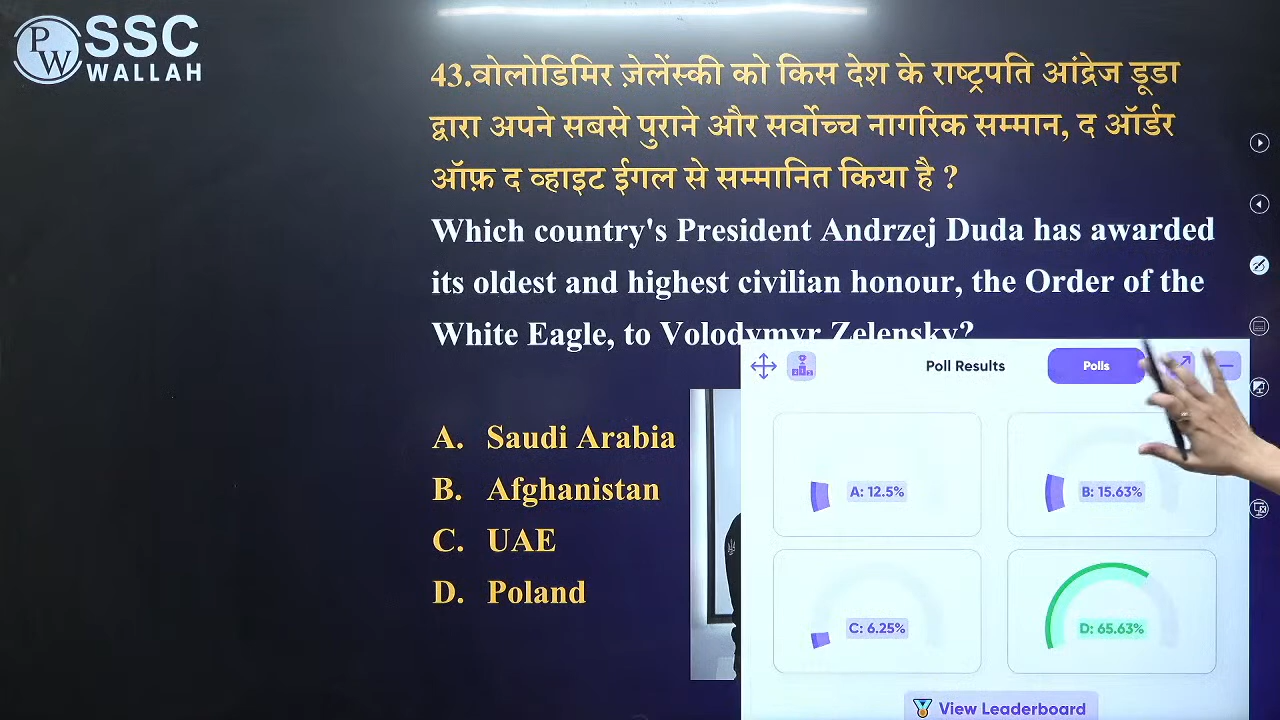 PW
SSC
WALLAH
43.वोलोडिमिर ज़ेलेंस्की को किस देश के राष्ट्रपति आंद्रेज डूडा
द्वारा अपने सबसे पुराने और सर्वोच्च नागरिक सम्मान, द ऑर्डर
ऑफ़ द व्हाइट ईगल से सम्मानित किया है ?
Which country's President Andrzej Duda has awarded
its oldest and highest civilian honour, the Order of the
White Eagle, to Volodymyr Zelensky?
A. Saudi Arabia
B. Afghanistan
C. UAE
D. Poland
Poll Results
Polls
A: 12.5%
B: 15.63%
C: 6.25%
D: 65.63%
View Leaderboard